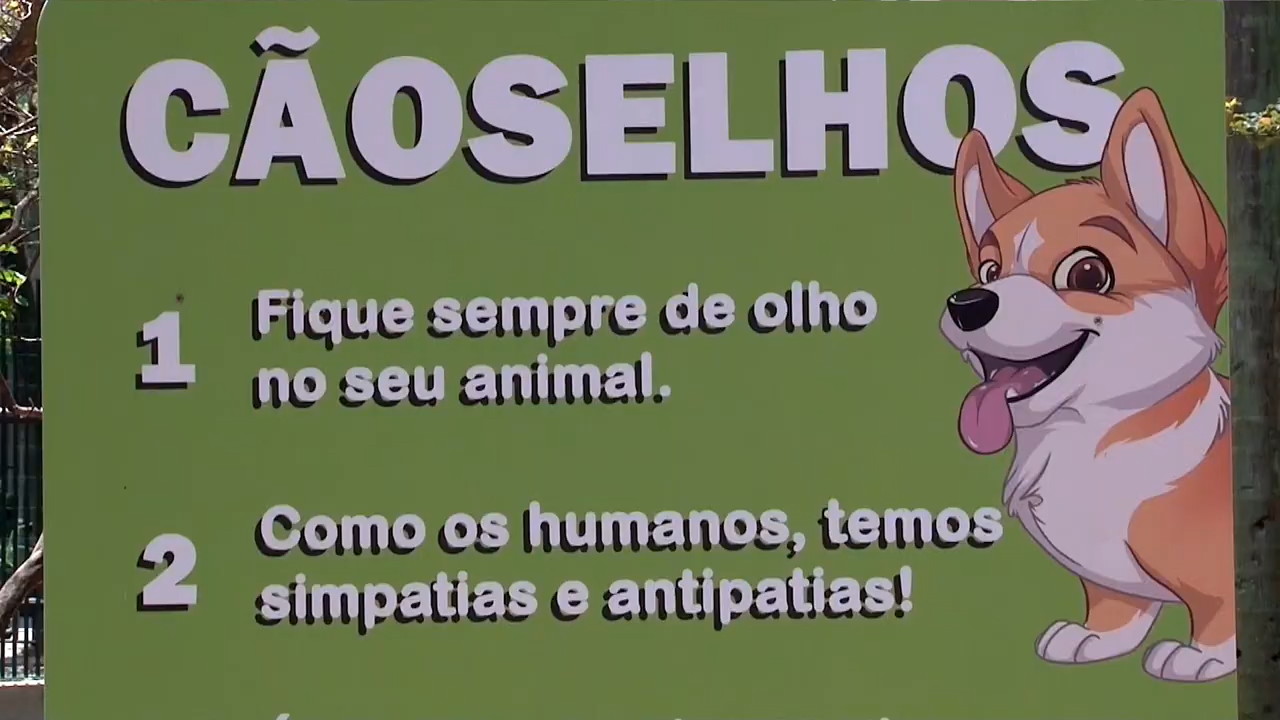 CÃOSELHOS
1 Fique sempre de olho
no seu animal.
2 Como os humanos, temos
simpatias e antipatias!